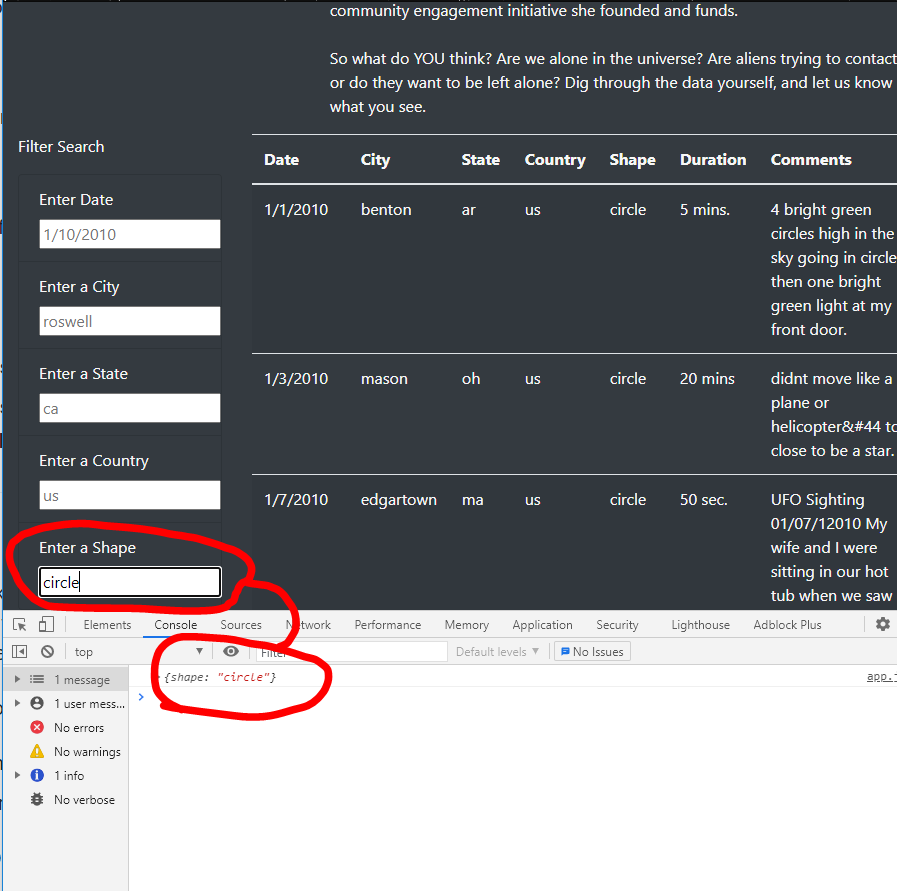 community engagement initiative she founded and funds.
So what do YOU think? Are we alone in the universe? Are aliens trying to contact
or do they want to be left alone? Dig through the data yourself, and let us know
what you see.
Filter Search
Enter Date
1/10/2010
Enter a City
roswell
Enter a State
ca
Enter a Country
us
Enter a Shape
circle
Date City State Country Shape Duration Comments
1/1/2010 benton ar us circle 5 mins. 4 bright green
circles high in the
sky going in circle
then one bright
green light at my
front door.
1/3/2010 mason oh us circle 20 mins didnt move like a
plane or
helicopter&#44 to
close to be a star.
1/7/2010 edgartown ma us circle 50 sec. UFO Sighting
01/07/12010 My
wife and I were
sitting in our hot
tub when we saw
Elements Console Sources Network Performance Memory Application Security Lighthouse Adblock Plus
top Filter Default levels ▼ No Issues
1 message
1 user mess...
No errors
No warnings
1 info
No verbose
{shape: "circle"} app.j